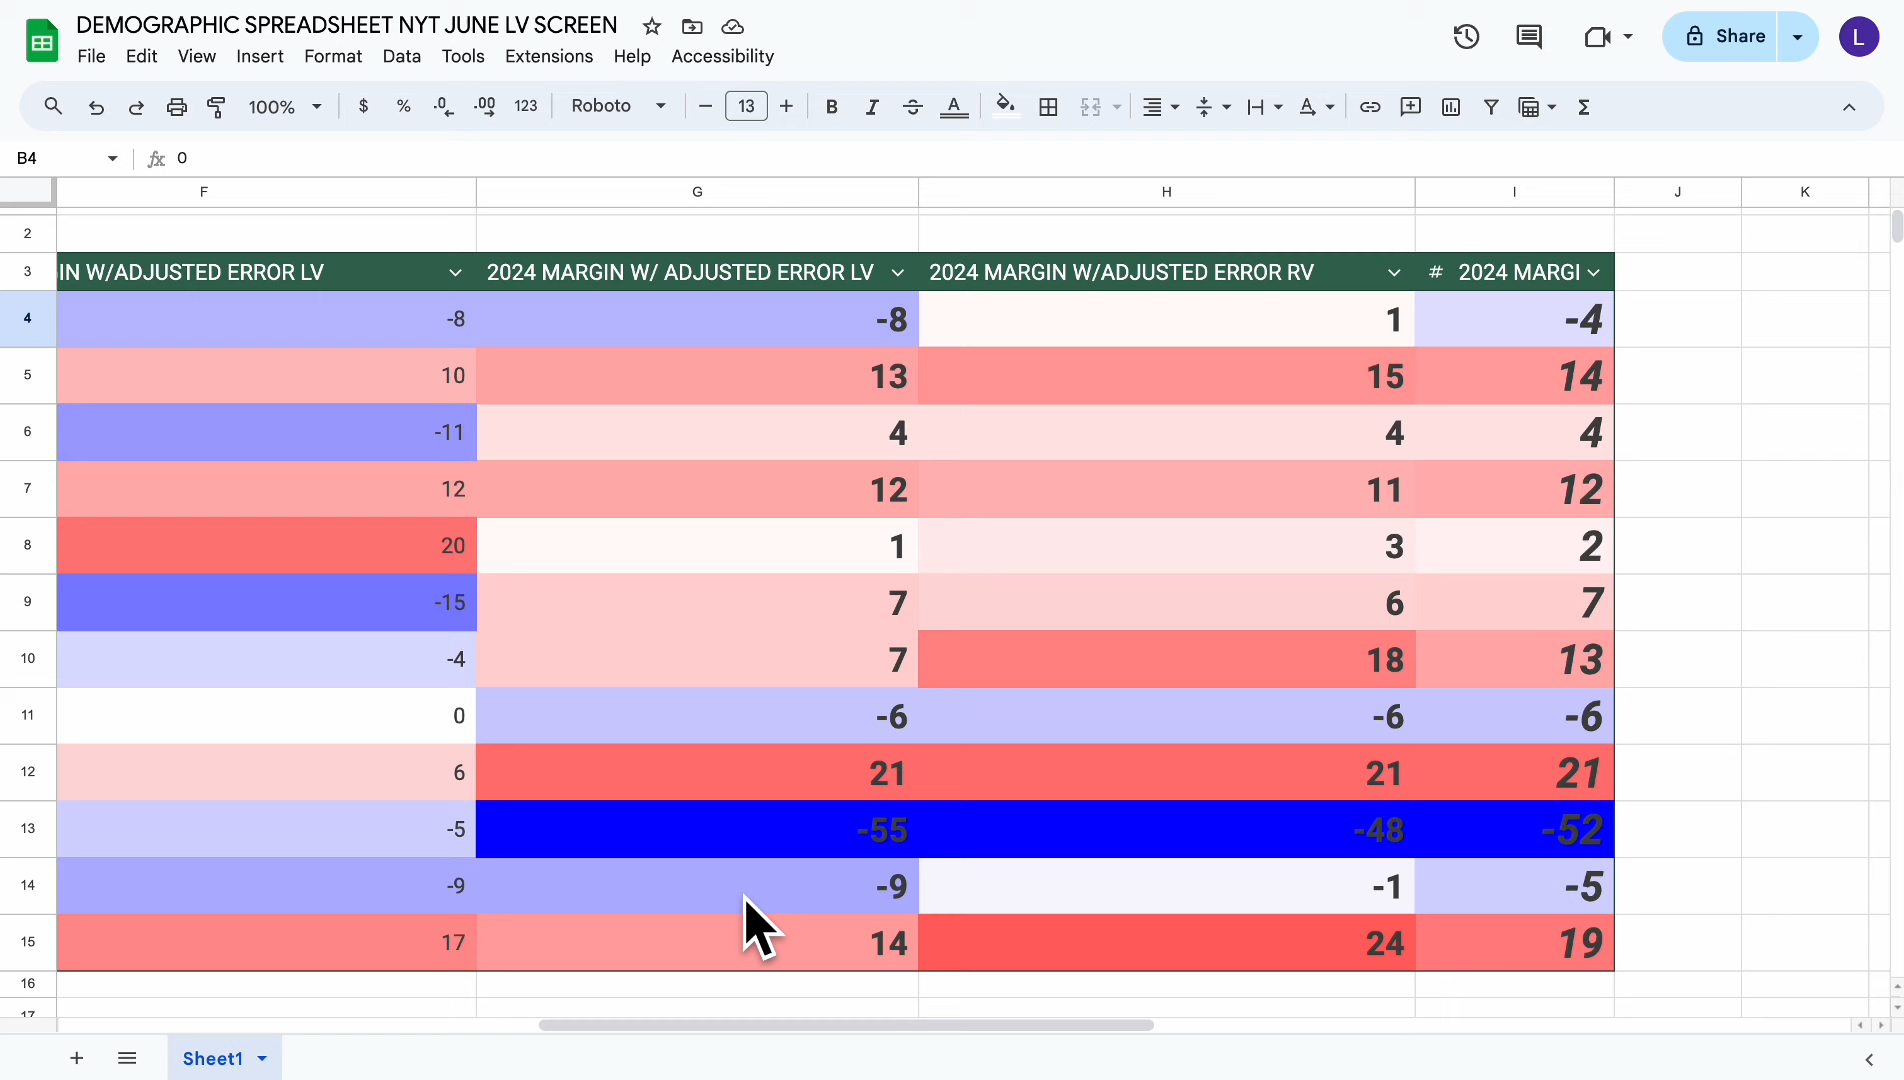 DEMOGRAPHIC SPREADSHEET NYT JUNE LV SCREEN
File Edit View Insert Format Data Tools Extensions Help Accessibility
Share
L
100% $ % .0 .00 123 Roboto 13 B I A Σ
B4 fx 0
F G H I J K
2
3 IN W/ADJUSTED ERROR LV 2024 MARGIN W/ ADJUSTED ERROR LV 2024 MARGIN W/ADJUSTED ERROR RV # 2024 MARGI
4 -8 -8 1 -4
5 10 13 15 14
6 -11 4 4 4
7 12 12 11 12
8 20 1 3 2
9 -15 7 6 7
10 -4 7 18 13
11 0 -6 -6 -6
12 6 21 21 21
13 -5 -55 -48 -52
14 -9 -9 -1 -5
15 17 14 24 19
16
17
Sheet1